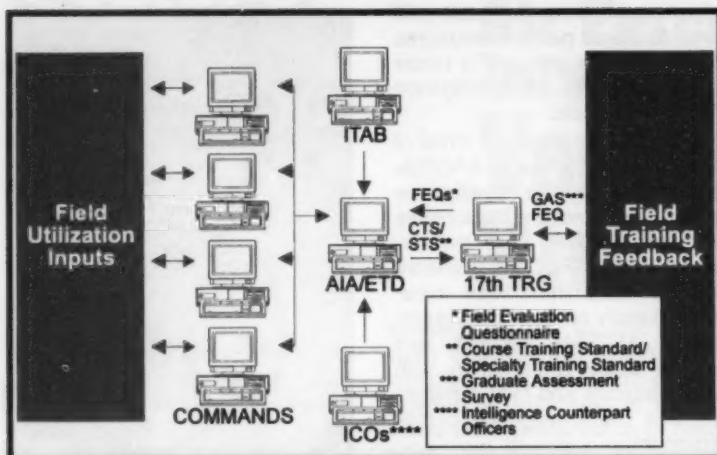 ITAB
Field
Utilization
Inputs
COMMANDS
FEQs*
CTS/
STS**
AIA/ETD
GAS***
FEQ
17th TRG
Field
Training
Feedback
ICOs****
* Field Evaluation
Questionnaire
** Course Training Standard/
Specialty Training Standard
*** Graduate Assessment
Survey
**** Intelligence Counterpart
Officers